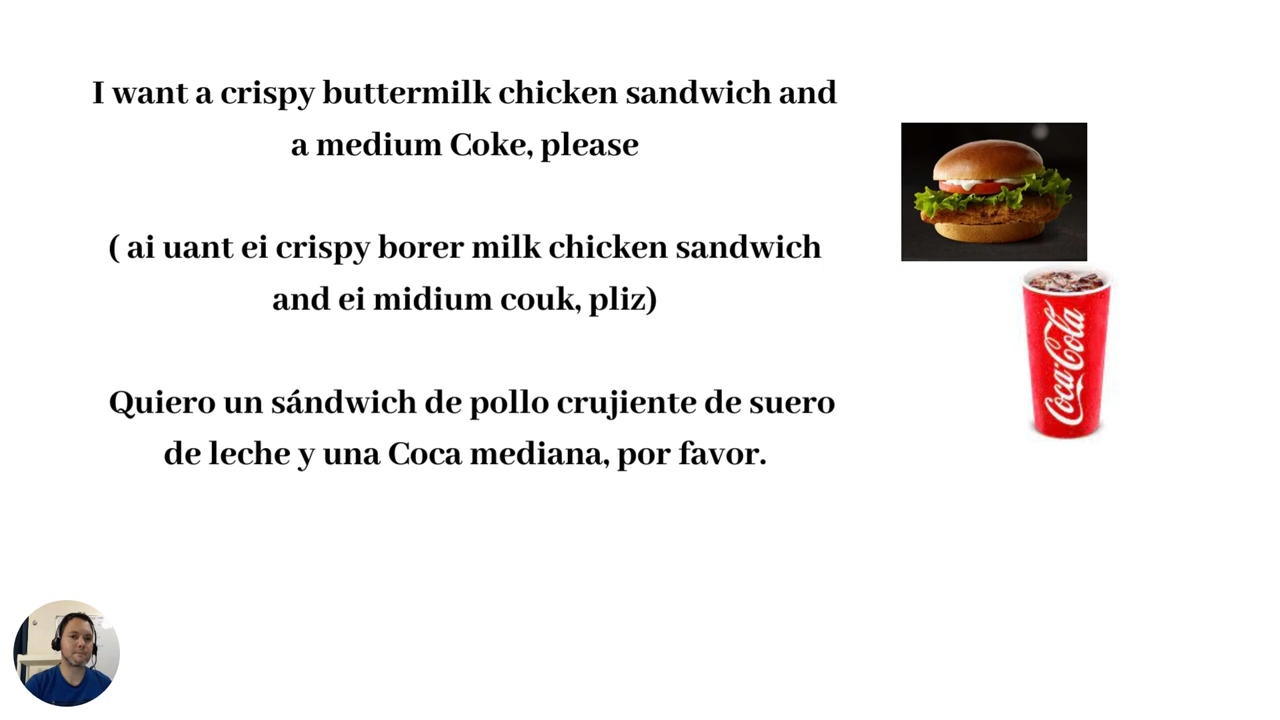 I want a crispy buttermilk chicken sandwich and
a medium Coke, please
( ai uant ei crispy borer milk chicken sandwich
and ei midium couk, pliz)
Quiero un sándwich de pollo crujiente de suero
de leche y una Coca mediana, por favor.
Coca-Cola